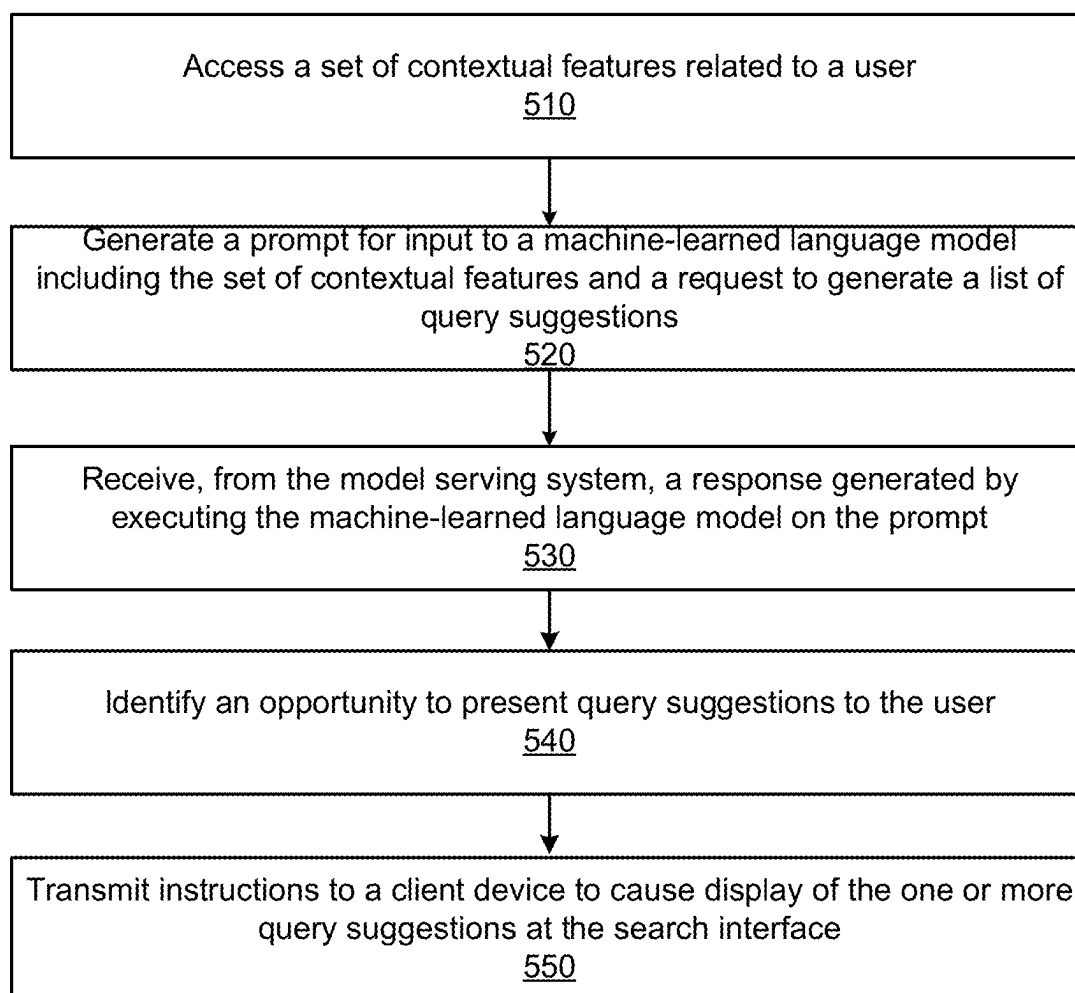 Access a set of contextual features related to a user
510
Generate a prompt for input to a machine-learned language model
including the set of contextual features and a request to generate a list of
query suggestions
520
Receive, from the model serving system, a response generated by
executing the machine-learned language model on the prompt
530
Identify an opportunity to present query suggestions to the user
540
Transmit instructions to a client device to cause display of the one or more
query suggestions at the search interface
550